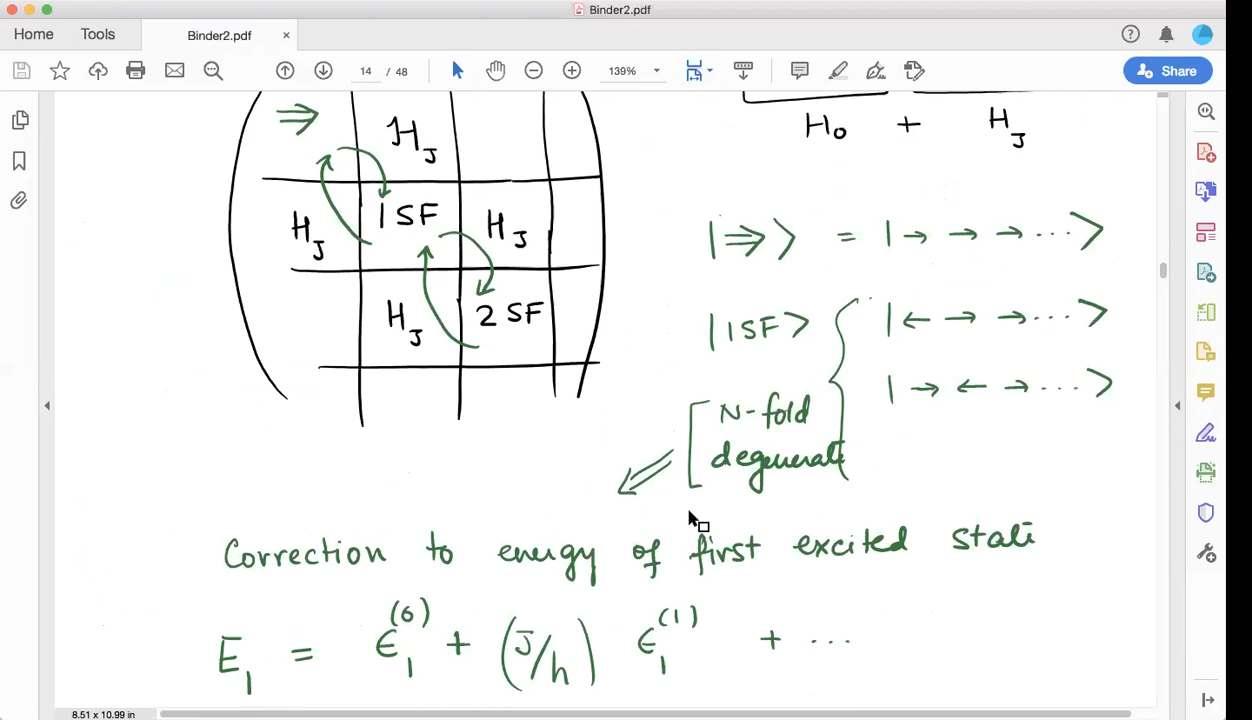 Binder2.pdf
Home Tools Binder2.pdf ×
14 / 48 139% Share
⇒ H_J
H_0 + H_J
H_J 1 SF H_J
|⇒⟩ = |→ → → ...⟩
H_J 2 SF
|1SF⟩ { |← → → ...⟩
|→ ← → ...⟩
[ N-fold
degenerate
Correction to energy of first excited state
E_1 = ϵ_1^(0) + (J/h) ϵ_1^(1) + ...
8.51 x 10.99 in